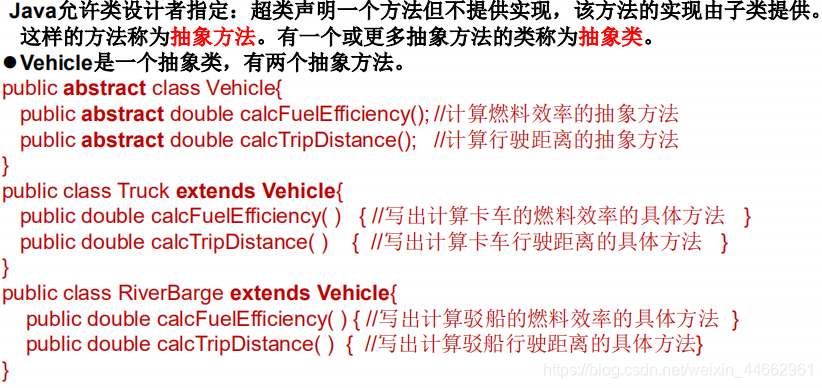 Java允许类设计者指定：超类声明一个方法但不提供实现，该方法的实现由子类提供。
这样的方法称为抽象方法。有一个或更多抽象方法的类称为抽象类。
●Vehicle是一个抽象类，有两个抽象方法。
public abstract class Vehicle{
public abstract double calcFuelEfficiency(); //计算燃料效率的抽象方法
public abstract double calcTripDistance(); //计算行驶距离的抽象方法
}
public class Truck extends Vehicle{
public double calcFuelEfficiency( ) { //写出计算卡车的燃料效率的具体方法 }
public double calcTripDistance( ) { //写出计算卡车行驶距离的具体方法 }
}
public class RiverBarge extends Vehicle{
public double calcFuelEfficiency( ) { //写出计算驳船的燃料效率的具体方法 }
public double calcTripDistance( ) { //写出计算驳船行驶距离的具体方法}
}
https://blog.csdn.net/weixin_44662961